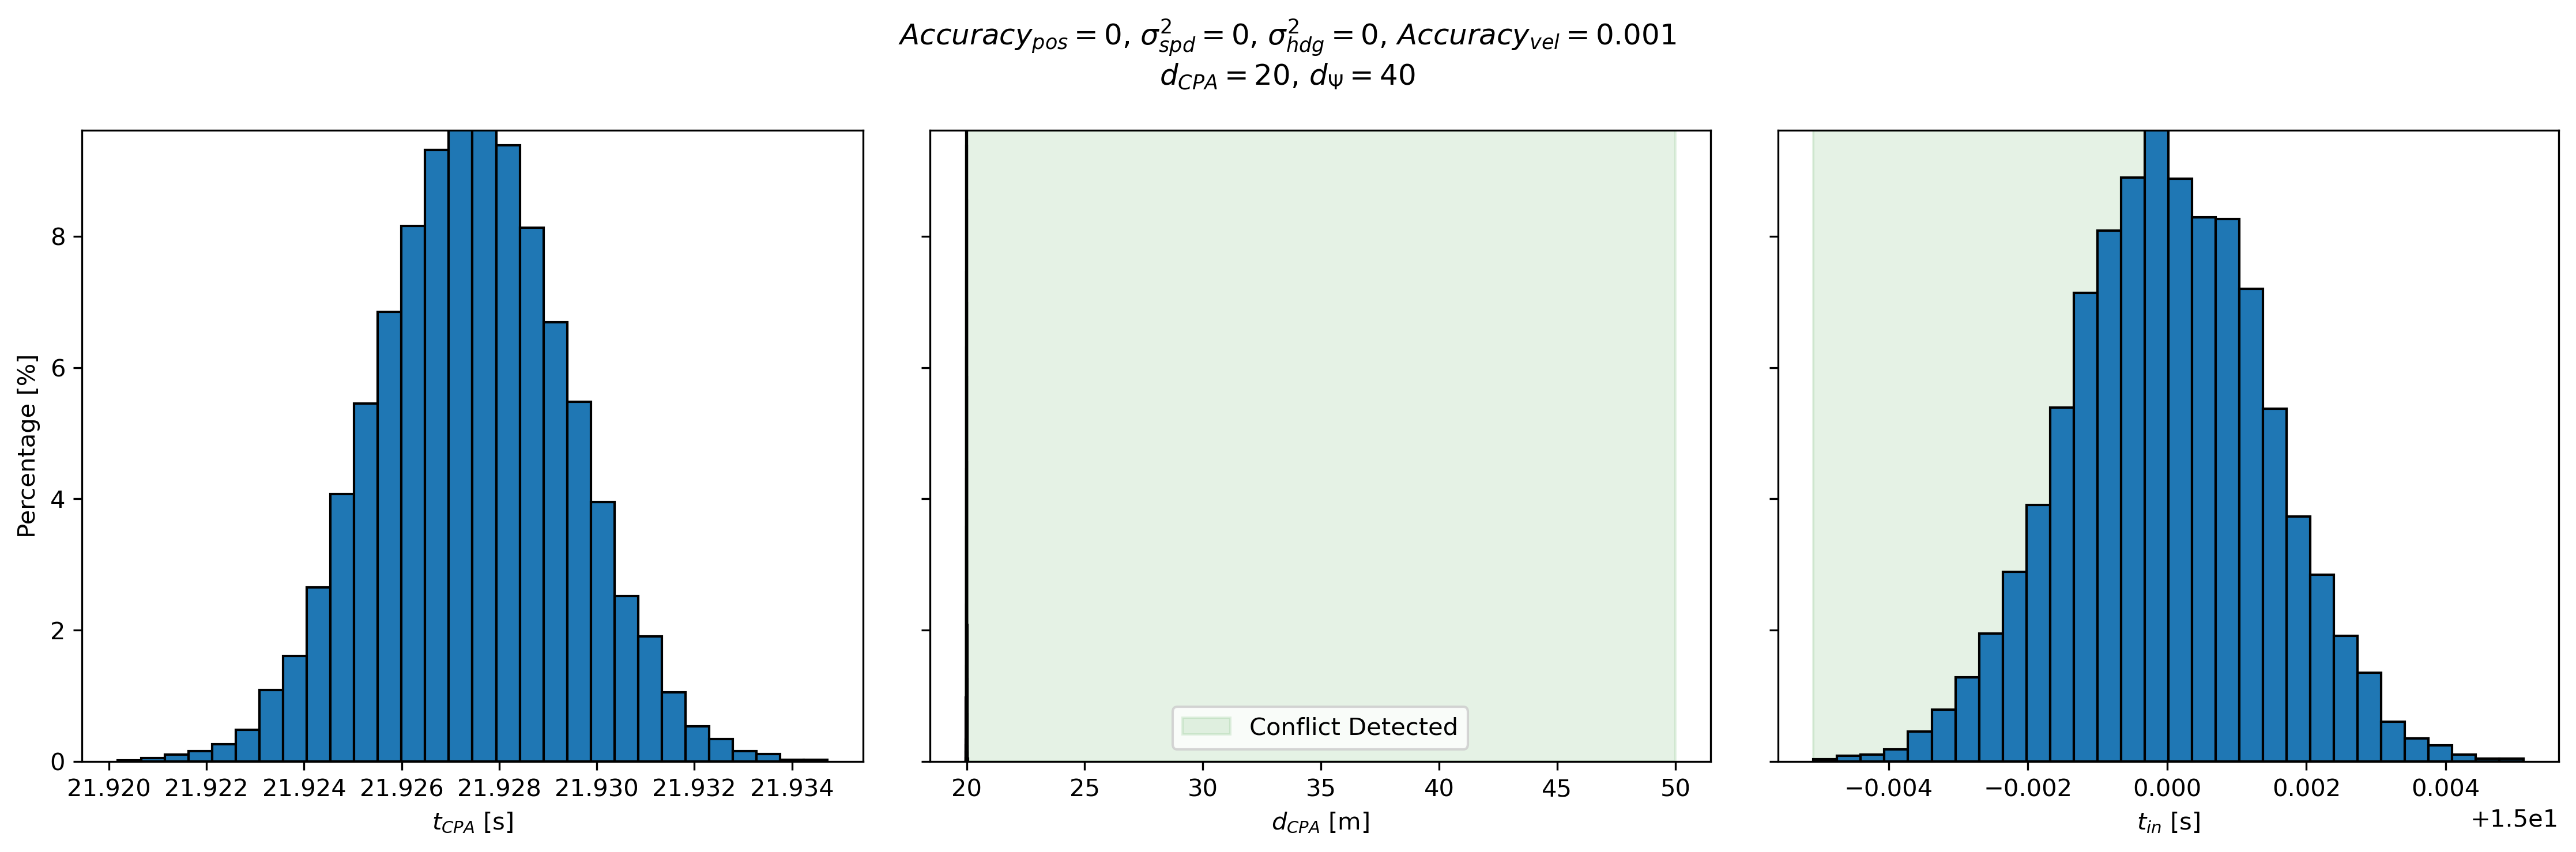 Accuracy_pos = 0, σ²_spd = 0, σ²_hdg = 0, Accuracy_vel = 0.001
d_CPA = 20, d_Ψ = 40
Percentage [%]
8
6
4
2
0
21.920 21.922 21.924 21.926 21.928 21.930 21.932 21.934
t_CPA [s]
Conflict Detected
20 25 30 35 40 45 50
d_CPA [m]
−0.004 −0.002 0.000 0.002 0.004
+1.5e1
t_in [s]